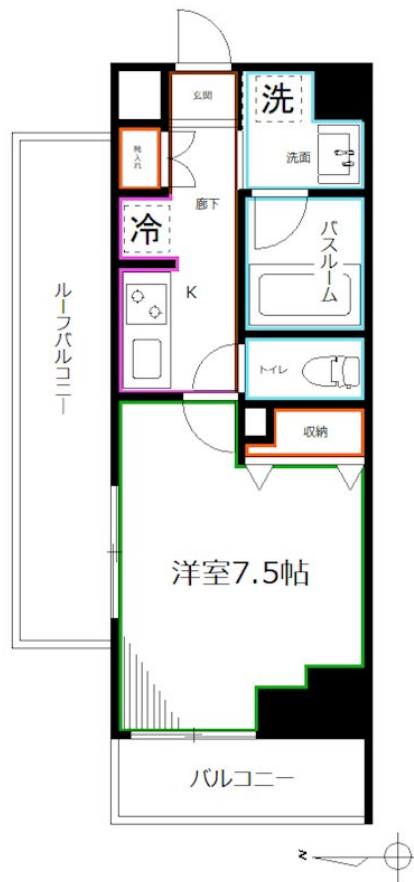 玄関
洗
洗面
靴入れ
廊下
冷
バスルーム
K
トイレ
収納
ルーフバルコニー
洋室7.5帖
バルコニー
N